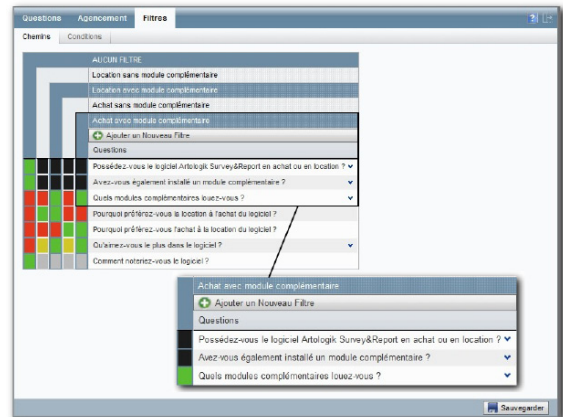 Questions Agencement Filtres
Chemins Conditions
AUCUN FILTRE
Location sans module complémentaire
Location avec module complémentaire
Achat sans module complémentaire
Achat avec module complémentaire
Ajouter un Nouveau Filtre
Questions
Possédez-vous le logiciel Artologik Survey&Report en achat ou en location ?
Avez-vous également installé un module complémentaire ?
Quels modules complémentaires louez-vous ?
Pourquoi préférez-vous la location à l'achat du logiciel ?
Pourquoi préférez-vous l'achat à la location du logiciel ?
Qu'aimez-vous le plus dans le logiciel ?
Comment noteriez-vous le logiciel ?
Achat avec module complémentaire
Ajouter un Nouveau Filtre
Questions
Possédez-vous le logiciel Artologik Survey&Report en achat ou en location ?
Avez-vous également installé un module complémentaire ?
Quels modules complémentaires louez-vous ?
Sauvegarder